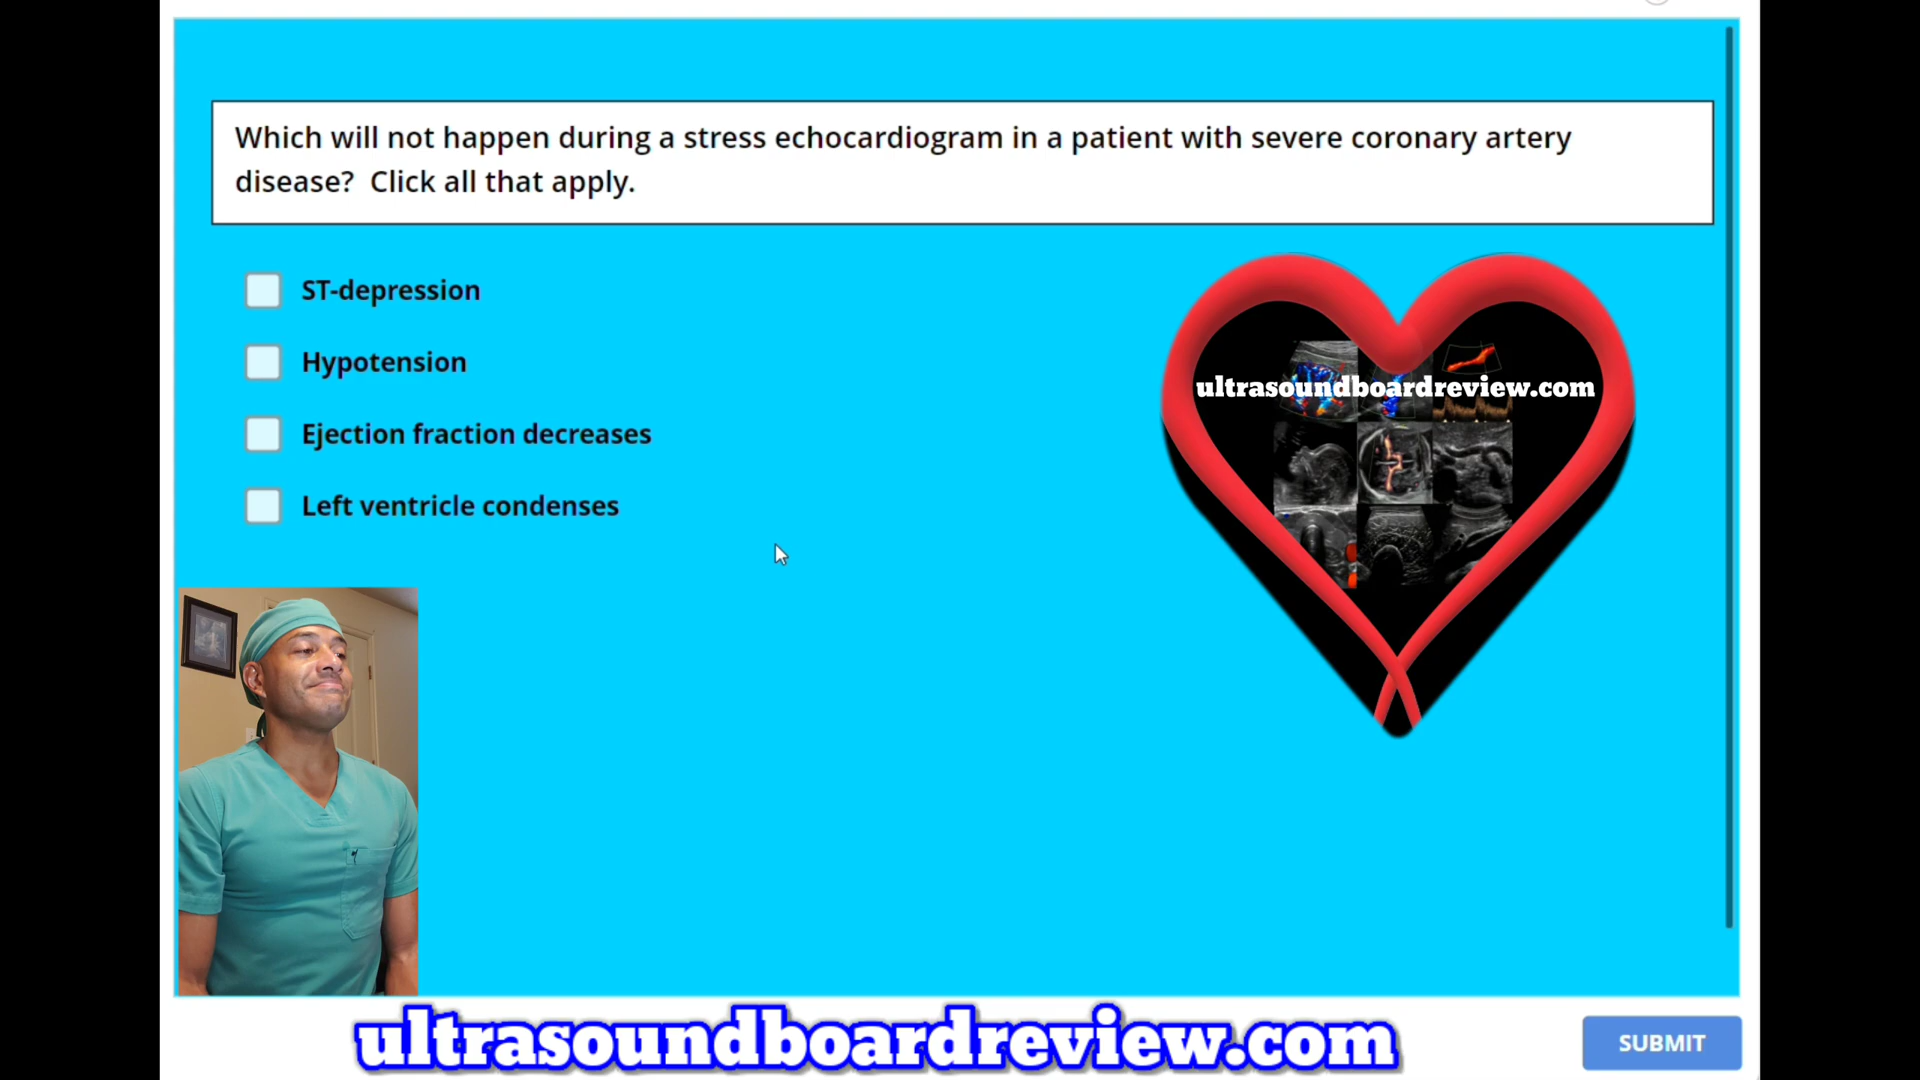 Which will not happen during a stress echocardiogram in a patient with severe coronary artery
disease?  Click all that apply.
ST-depression
Hypotension
Ejection fraction decreases
Left ventricle condenses
ultrasoundboardreview.com
ultrasoundboardreview.com
SUBMIT